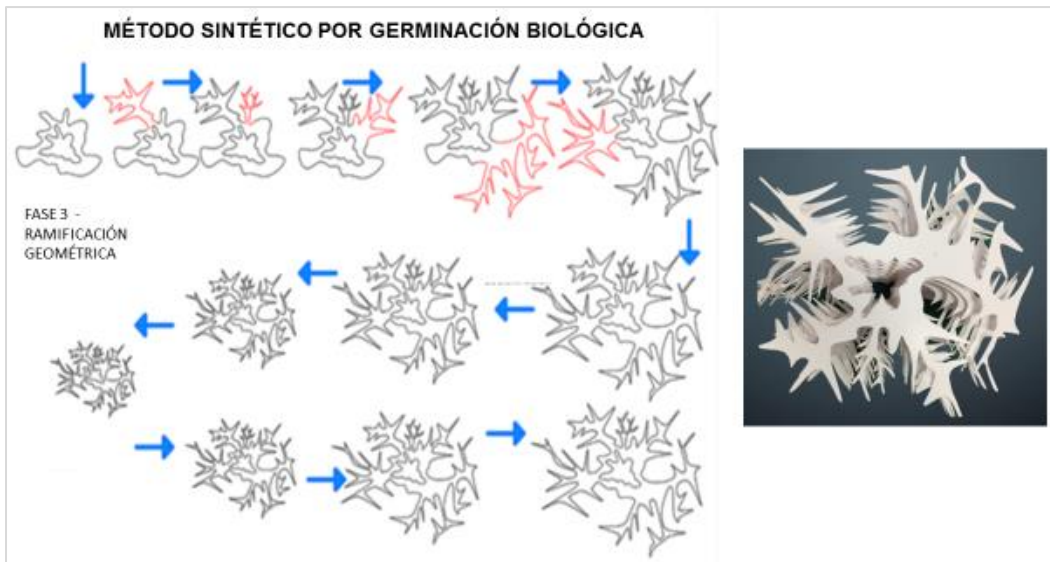 MÉTODO SINTÉTICO POR GERMINACIÓN BIOLÓGICA
FASE 3 -
RAMIFICACIÓN
GEOMÉTRICA